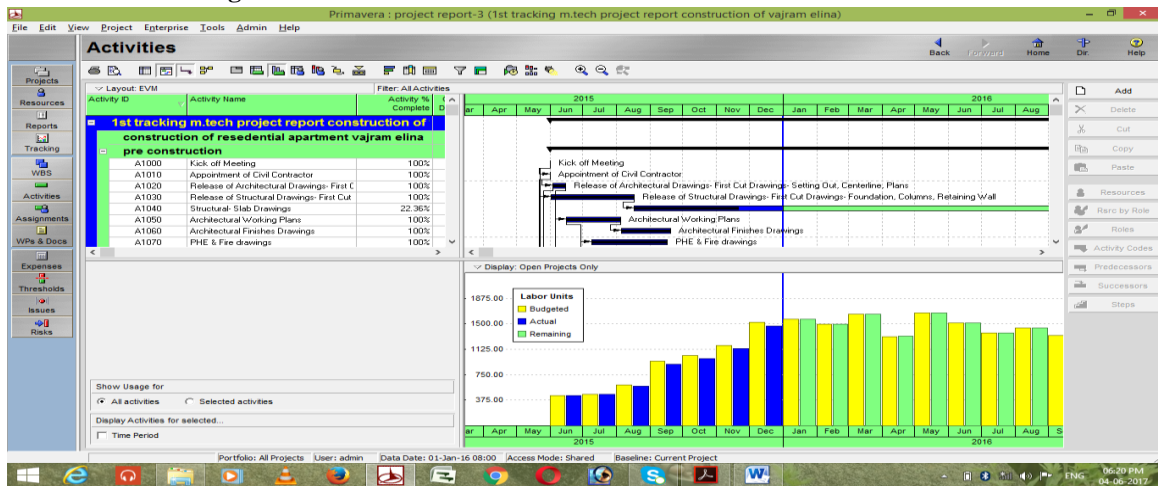 Primavera : project report-3 (1st tracking m.tech project report construction of vajram elina)
File Edit View Project Enterprise Tools Admin Help
Activities
Back Forward Home Dir. Help
Projects
Resources
Reports
Tracking
WBS
Activities
Assignments
WPs & Docs
Expenses
Thresholds
Issues
Risks
Layout: EVM Filter: All Activities
Activity ID Activity Name Activity % Complete
1st tracking m.tech project report construction of
construction of resedential apartment vajram elina
pre construction
A1000 Kick off Meeting 100%
A1010 Appointment of Civil Contractor 100%
A1020 Release of Architectural Drawings- First C 100%
A1030 Release of Structural Drawings- First Cut 100%
A1040 Structural- Slab Drawings 22.36%
A1050 Architectural Working Plans 100%
A1060 Architectural Finishes Drawings 100%
A1070 PHE & Fire drawings 100%
2015 2016
ar Apr May Jun Jul Aug Sep Oct Nov Dec Jan Feb Mar Apr May Jun Jul Aug
Kick off Meeting
Appointment of Civil Contractor
Release of Architectural Drawings- First Cut Drawings- Setting Out, Centerline, Plans
Release of Structural Drawings- First Cut Drawings- Foundation, Columns, Retaining Wall
Architectural Working Plans
Architectural Finishes Drawings
PHE & Fire drawings
Add
Delete
Cut
Copy
Paste
Resources
Rsrc by Role
Roles
Activity Codes
Predecessors
Successors
Steps
Display: Open Projects Only
1875.00
1500.00
1125.00
750.00
375.00
Labor Units
Budgeted
Actual
Remaining
Show Usage for
All activities Selected activities
Display Activities for selected...
Time Period
ar Apr May Jun Jul Aug Sep Oct Nov Dec Jan Feb Mar Apr May Jun Jul Aug S
2015 2016
Portfolio: All Projects User: admin Data Date: 01-Jan-16 08:00 Access Mode: Shared Baseline: Current Project
ENG 06:20 PM
04-06-2017